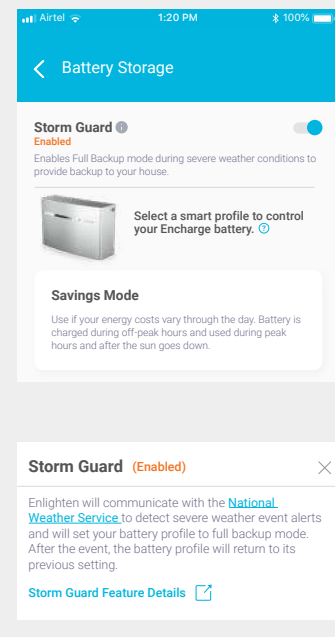 Airtel 1:20 PM 100%
Battery Storage
Storm Guard
Enabled
Enables Full Backup mode during severe weather conditions to
provide backup to your house.
Select a smart profile to control
your Encharge battery.
Savings Mode
Use if your energy costs vary through the day. Battery is
charged during off-peak hours and used during peak
hours and after the sun goes down.
Storm Guard (Enabled)
Enlighten will communicate with the National
Weather Service to detect severe weather event alerts
and will set your battery profile to full backup mode.
After the event, the battery profile will return to its
previous setting.
Storm Guard Feature Details